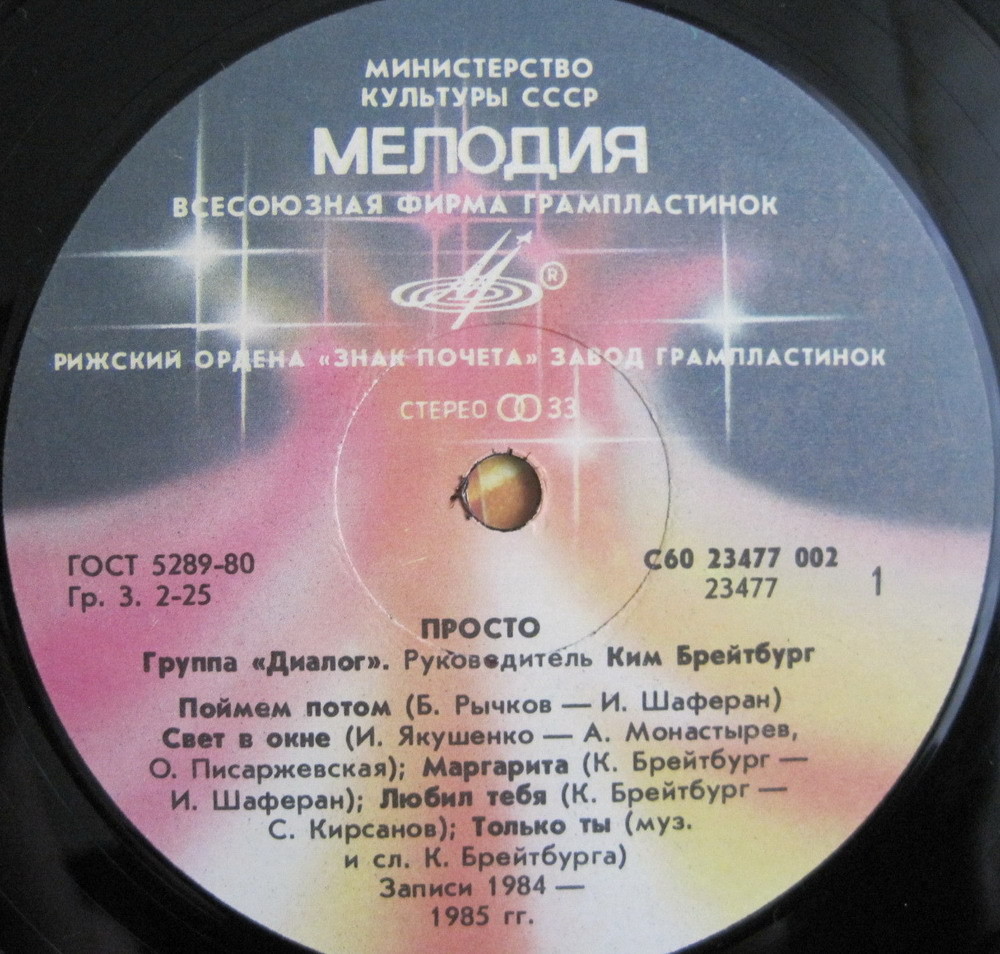 МИНИСТЕРСТВО
КУЛЬТУРЫ СССР
МЕЛОДИЯ
ВСЕСОЮЗНАЯ ФИРМА ГРАМПЛАСТИНОК
®
РИЖСКИЙ ОРДЕНА «ЗНАК ПОЧЕТА» ЗАВОД ГРАМПЛАСТИНОК
СТЕРЕО 33
ГОСТ 5289-80
Гр. 3. 2-25
С60 23477 002
23477
1
ПРОСТО
Группа «Диалог». Руководитель Ким Брейтбург
Поймем потом (Б. Рычков — И. Шаферан)
Свет в окне (И. Якушенко — А. Монастырев,
О. Писаржевская); Маргарита (К. Брейтбург —
И. Шаферан); Любил тебя (К. Брейтбург —
С. Кирсанов); Только ты (муз.
и сл. К. Брейтбурга)
Записи 1984 —
1985 гг.